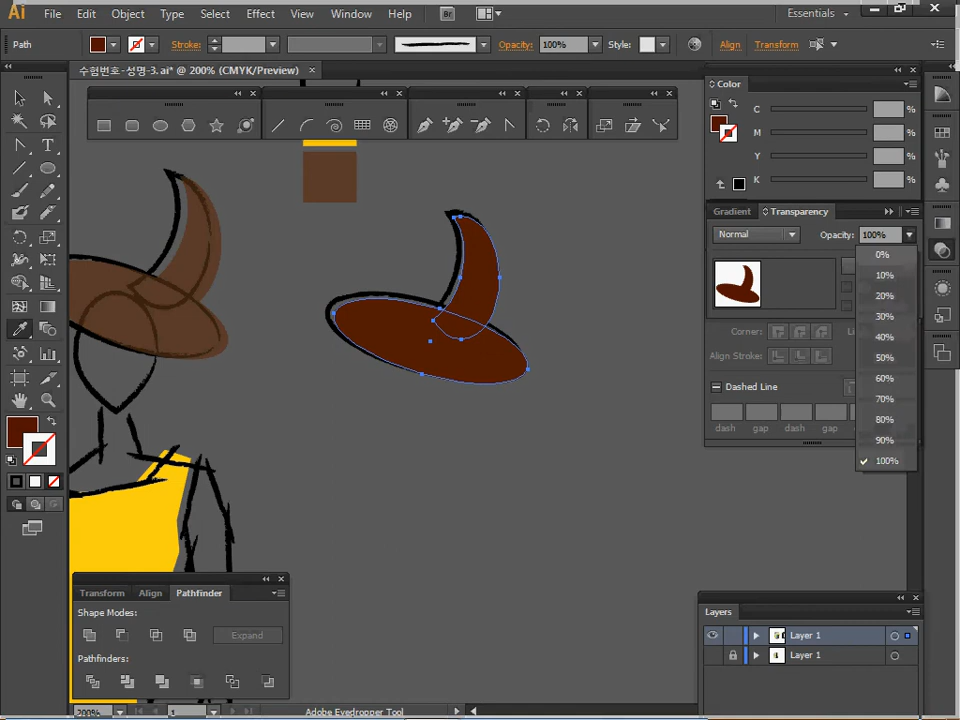 Ai File Edit Object Type Select Effect View Window Help Br Essentials
Path Stroke: Opacity: 100% Style: Align Transform
수험번호-성명-3. ai* @ 200% (CMYK/Preview)
Color
C %
M %
Y %
K %
Gradient Transparency
Normal Opacity: 100%
0%
10%
20%
30%
40%
50%
60%
70%
80%
90%
100%
Corner:
Align Stroke:
Dashed Line
dash gap dash gap
Transform Align Pathfinder
Shape Modes:
Expand
Pathfinders:
Layers
Layer 1
Layer 1
200% 1 Adobe Eyedropper Tool